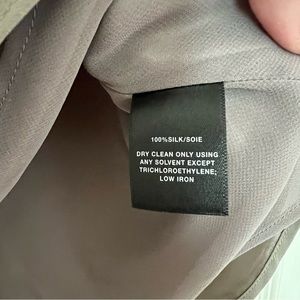 100%SILK/SOIE
DRY CLEAN ONLY USING
ANY SOLVENT EXCEPT
TRICHLOROETHYLENE;
LOW IRON